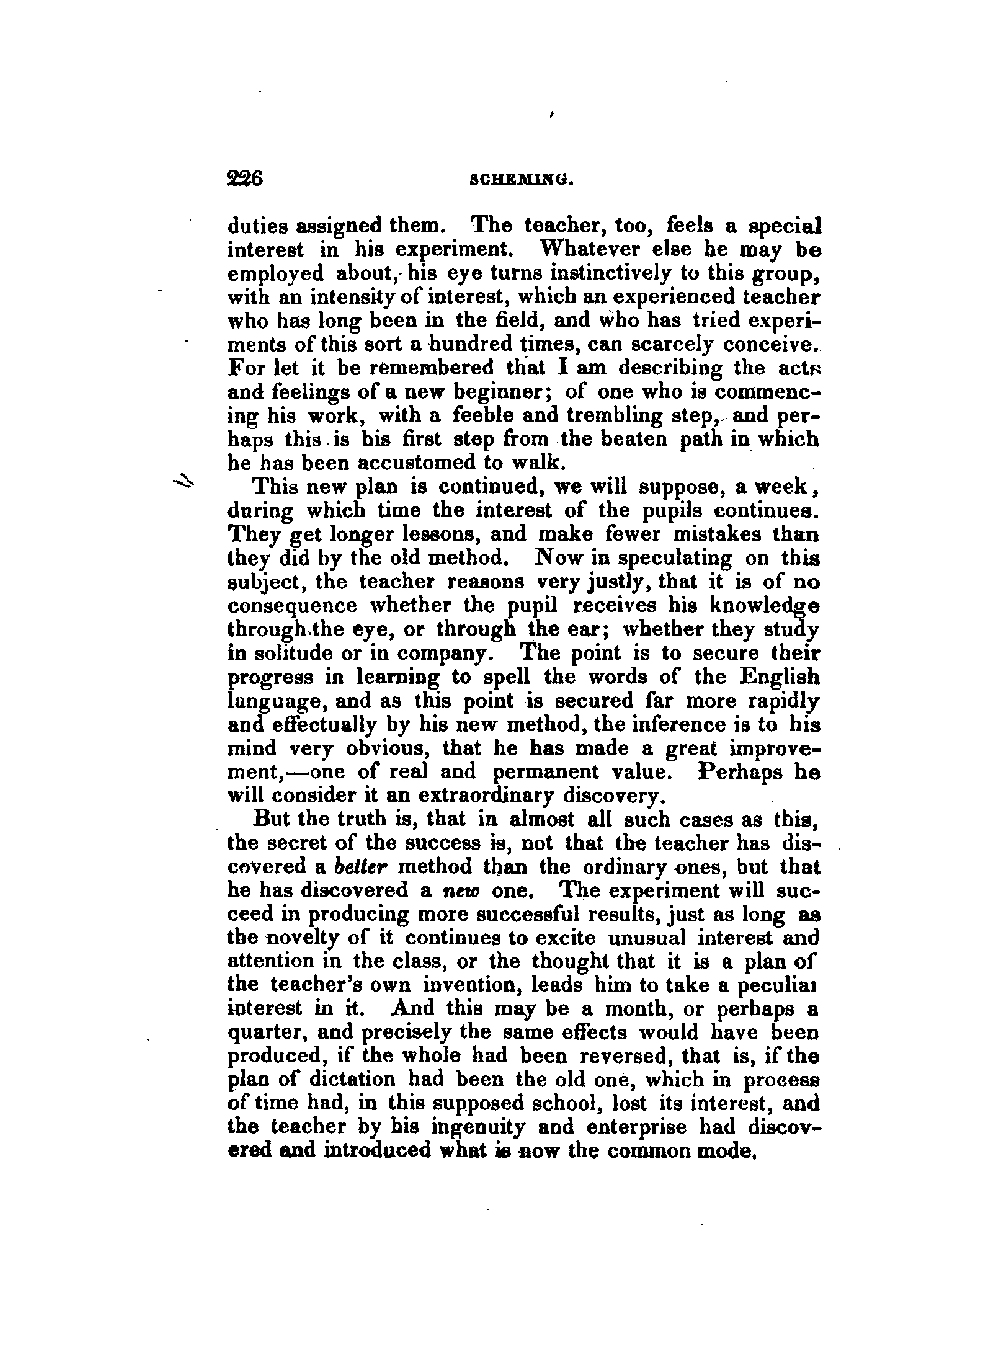 226 SCHEMING.
duties assigned them. The teacher, too, feels a special
interest in his experiment. Whatever else he may be
employed about, his eye turns instinctively to this group,
with an intensity of interest, which an experienced teacher
who has long been in the field, and who has tried experi-
ments of this sort a hundred times, can scarcely conceive.
For let it be remembered that I am describing the acts
and feelings of a new beginner; of one who is commenc-
ing his work, with a feeble and trembling step, and per-
haps this is his first step from the beaten path in which
he has been accustomed to walk.
This new plan is continued, we will suppose, a week,
during which time the interest of the pupils continues.
They get longer lessons, and make fewer mistakes than
they did by the old method. Now in speculating on this
subject, the teacher reasons very justly, that it is of no
consequence whether the pupil receives his knowledge
through the eye, or through the ear; whether they study
in solitude or in company. The point is to secure their
progress in learning to spell the words of the English
language, and as this point is secured far more rapidly
and effectually by his new method, the inference is to his
mind very obvious, that he has made a great improve-
ment,—one of real and permanent value. Perhaps he
will consider it an extraordinary discovery.
But the truth is, that in almost all such cases as this,
the secret of the success is, not that the teacher has dis-
covered a better method than the ordinary ones, but that
he has discovered a new one. The experiment will suc-
ceed in producing more successful results, just as long as
the novelty of it continues to excite unusual interest and
attention in the class, or the thought that it is a plan of
the teacher's own invention, leads him to take a peculiar
interest in it. And this may be a month, or perhaps a
quarter, and precisely the same effects would have been
produced, if the whole had been reversed, that is, if the
plan of dictation had been the old one, which in process
of time had, in this supposed school, lost its interest, and
the teacher by his ingenuity and enterprise had discov-
ered and introduced what is now the common mode.